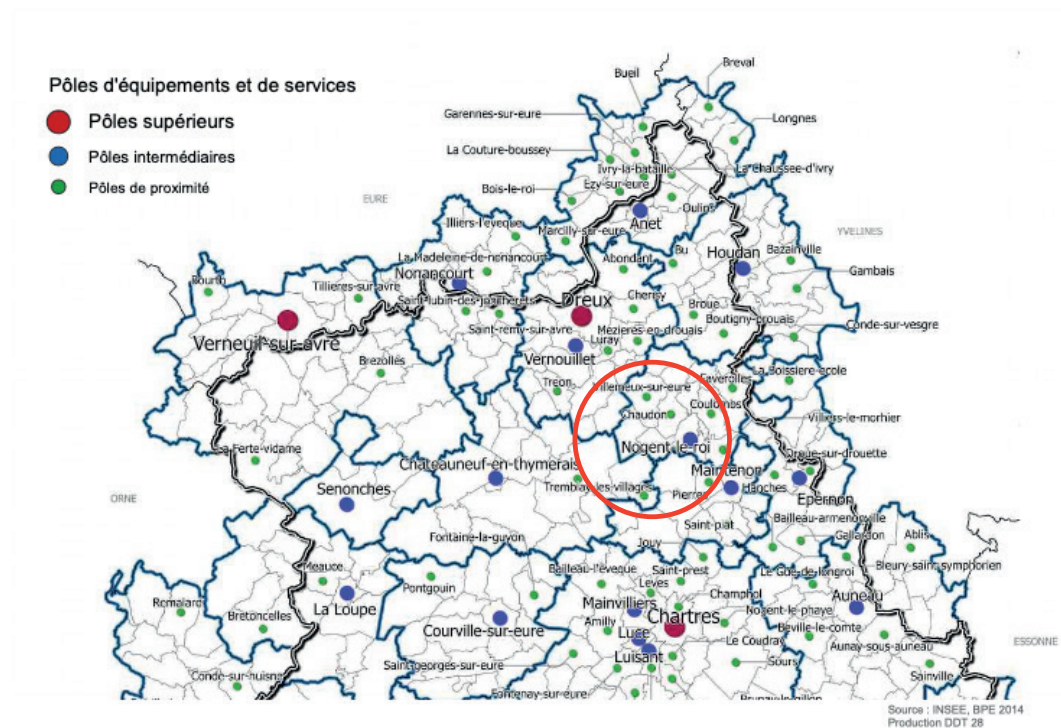 Pôles d'équipements et de services
Pôles supérieurs
Pôles intermédiaires
Pôles de proximité
Breval
Bueil
Garennes-sur-eure
Longnes
La Couture-boussey
Ivry-la-bataille
La Chaussee-d'ivry
Bois-le-roi
Ezy-sur-eure
EURE
Oulins
Anet
Illiers-l'eveque
Marcilly-sur-eure
YVELINES
Bu
Houdan
Bazainville
La Madeleine-de-nonancourt
Abondant
Nonancourt
Gambais
Bourth
Tillieres-sur-avre
Cherisy
Saint-lubin-des-joncherets
Dreux
Broue
Boutigny-prouais
Conde-sur-vesgre
Saint-remy-sur-avre
Mezieres-en-drouais
Verneuil-sur-avre
Luray
Vernouillet
Brezolles
La Boissiere-ecole
Treon
Villemeux-sur-eure
Faverolles
Chaudon
Coulombs
Villiers-le-morhier
Nogent-le-roi
La Ferte-vidame
Droue-sur-drouette
Chateauneuf-en-thymerais
Maintenon
Senonches
Tremblay-les-villages
Pierres
Hanches
Epernon
ORNE
Saint-piat
Bailleau-armenonville
Fontaine-la-guyon
Jouy
Gallardon
Ablis
Meauce
Bailleau-l'eveque
Saint-prest
Le Gue-de-longroi
Bleury-saint-symphorien
Pontgouin
Leves
Champhol
Remalard
La Loupe
Mainvilliers
Chartres
Nogent-le-phaye
Auneau
Bretoncelles
Courville-sur-eure
Amilly
Luce
Le Coudray
Beville-le-comte
ESSONNE
Luisant
Aunay-sous-auneau
Saint-georges-sur-eure
Sours
Conde-sur-huisne
Sainville
Fontenay-sur-eure
Source : INSEE, BPE 2014
Production DDT 28